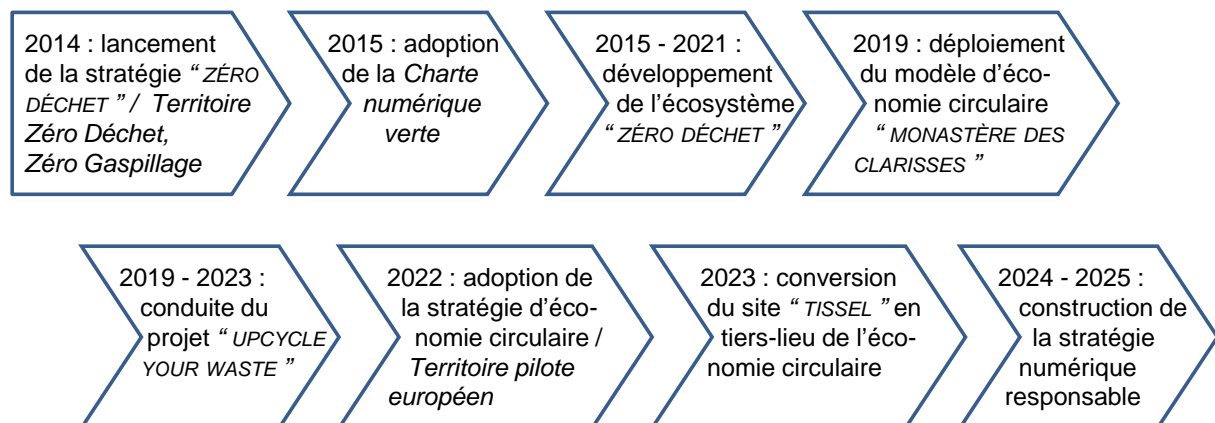 2014 : lancement
de la stratégie “ ZÉRO
DÉCHET ” / Territoire
Zéro Déchet,
Zéro Gaspillage
2015 : adoption
de la Charte
numérique
verte
2015 - 2021 :
développement
de l’écosystème
“ ZÉRO DÉCHET ”
2019 : déploiement
du modèle d’éco-
nomie circulaire
“ MONASTÈRE DES
CLARISSES ”
2019 - 2023 :
conduite du
projet “ UPCYCLE
YOUR WASTE ”
2022 : adoption de
la stratégie d’éco-
nomie circulaire /
Territoire pilote
européen
2023 : conversion
du site “ TISSEL ” en
tiers-lieu de l’éco-
nomie circulaire
2024 - 2025 :
construction de
la stratégie
numérique
responsable